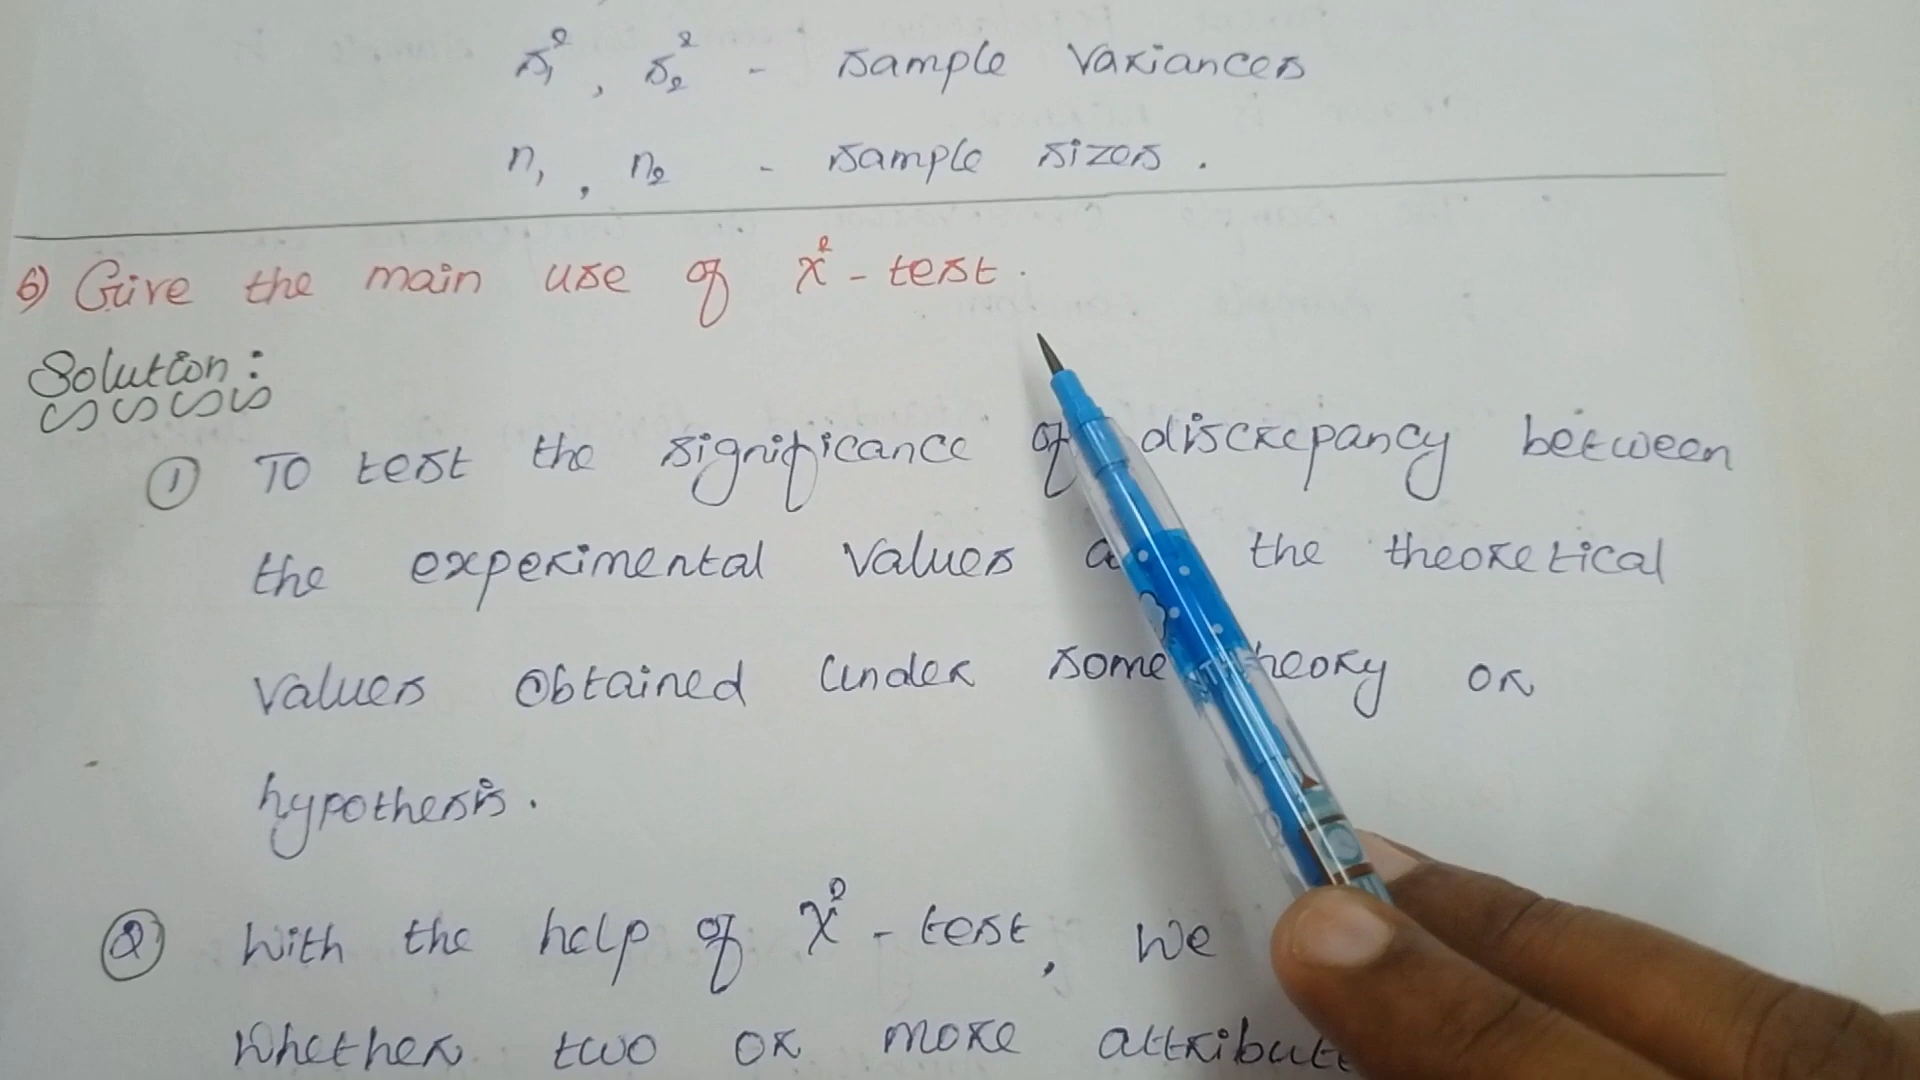 s₁², s₂² - sample variances
n₁, n₂ - sample sizes.
6) Give the main use of χ² - test.
Solution:
① To test the significance of discrepancy between
the experimental values the theoretical
values obtained under some theory or
hypothesis.
② With the help of χ² - test, we
whether two or more